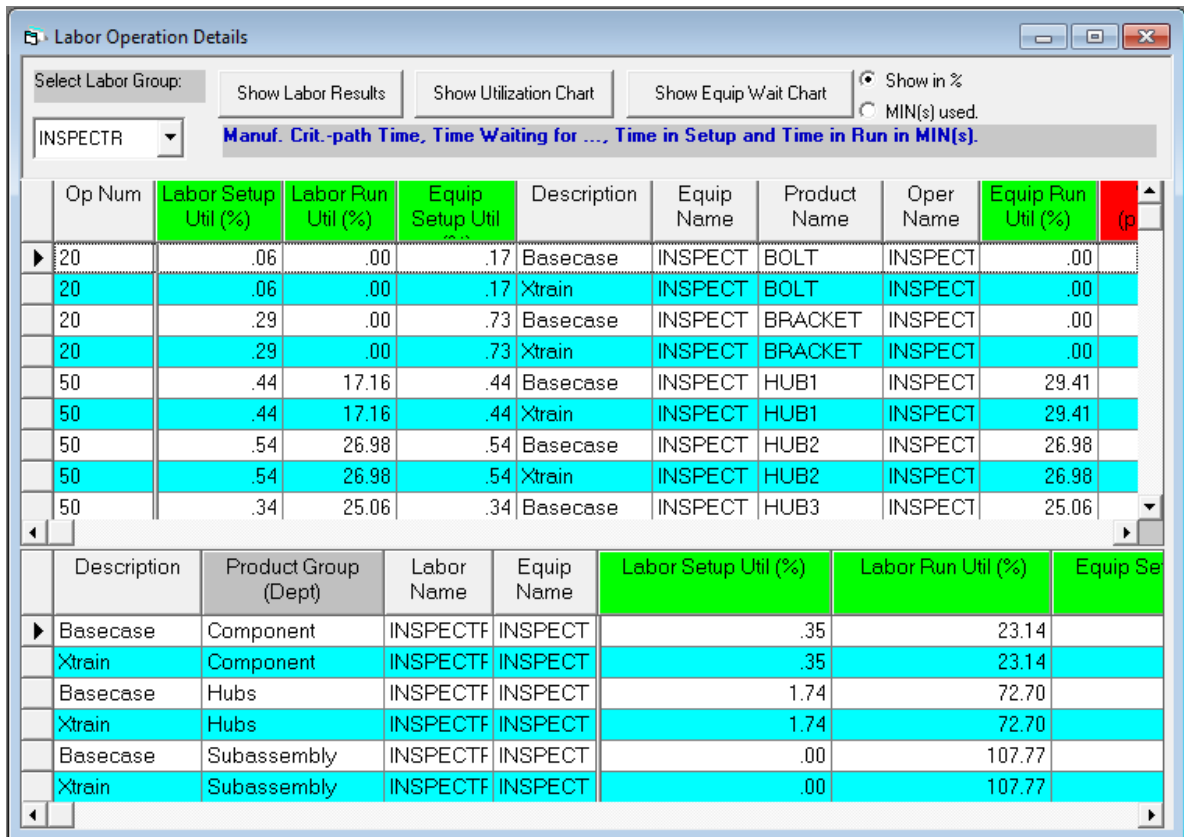 Labor Operation Details
Select Labor Group:
Show Labor Results
Show Utilization Chart
Show Equip Wait Chart
Show in %
MIN(s) used.
INSPECTR
Manuf. Crit.-path Time, Time Waiting for ..., Time in Setup and Time in Run in MIN(s).
Op Num Labor Setup Util (%) Labor Run Util (%) Equip Setup Util Description Equip Name Product Name Oper Name Equip Run Util (%) (p
20 .06 .00 .17 Basecase INSPECT BOLT INSPECT .00
20 .06 .00 .17 Xtrain INSPECT BOLT INSPECT .00
20 .29 .00 .73 Basecase INSPECT BRACKET INSPECT .00
20 .29 .00 .73 Xtrain INSPECT BRACKET INSPECT .00
50 .44 17.16 .44 Basecase INSPECT HUB1 INSPECT 29.41
50 .44 17.16 .44 Xtrain INSPECT HUB1 INSPECT 29.41
50 .54 26.98 .54 Basecase INSPECT HUB2 INSPECT 26.98
50 .54 26.98 .54 Xtrain INSPECT HUB2 INSPECT 26.98
50 .34 25.06 .34 Basecase INSPECT HUB3 INSPECT 25.06
Description Product Group (Dept) Labor Name Equip Name Labor Setup Util (%) Labor Run Util (%) Equip Se
Basecase Component INSPECTR INSPECT .35 23.14
Xtrain Component INSPECTR INSPECT .35 23.14
Basecase Hubs INSPECTR INSPECT 1.74 72.70
Xtrain Hubs INSPECTR INSPECT 1.74 72.70
Basecase Subassembly INSPECTR INSPECT .00 107.77
Xtrain Subassembly INSPECTR INSPECT .00 107.77